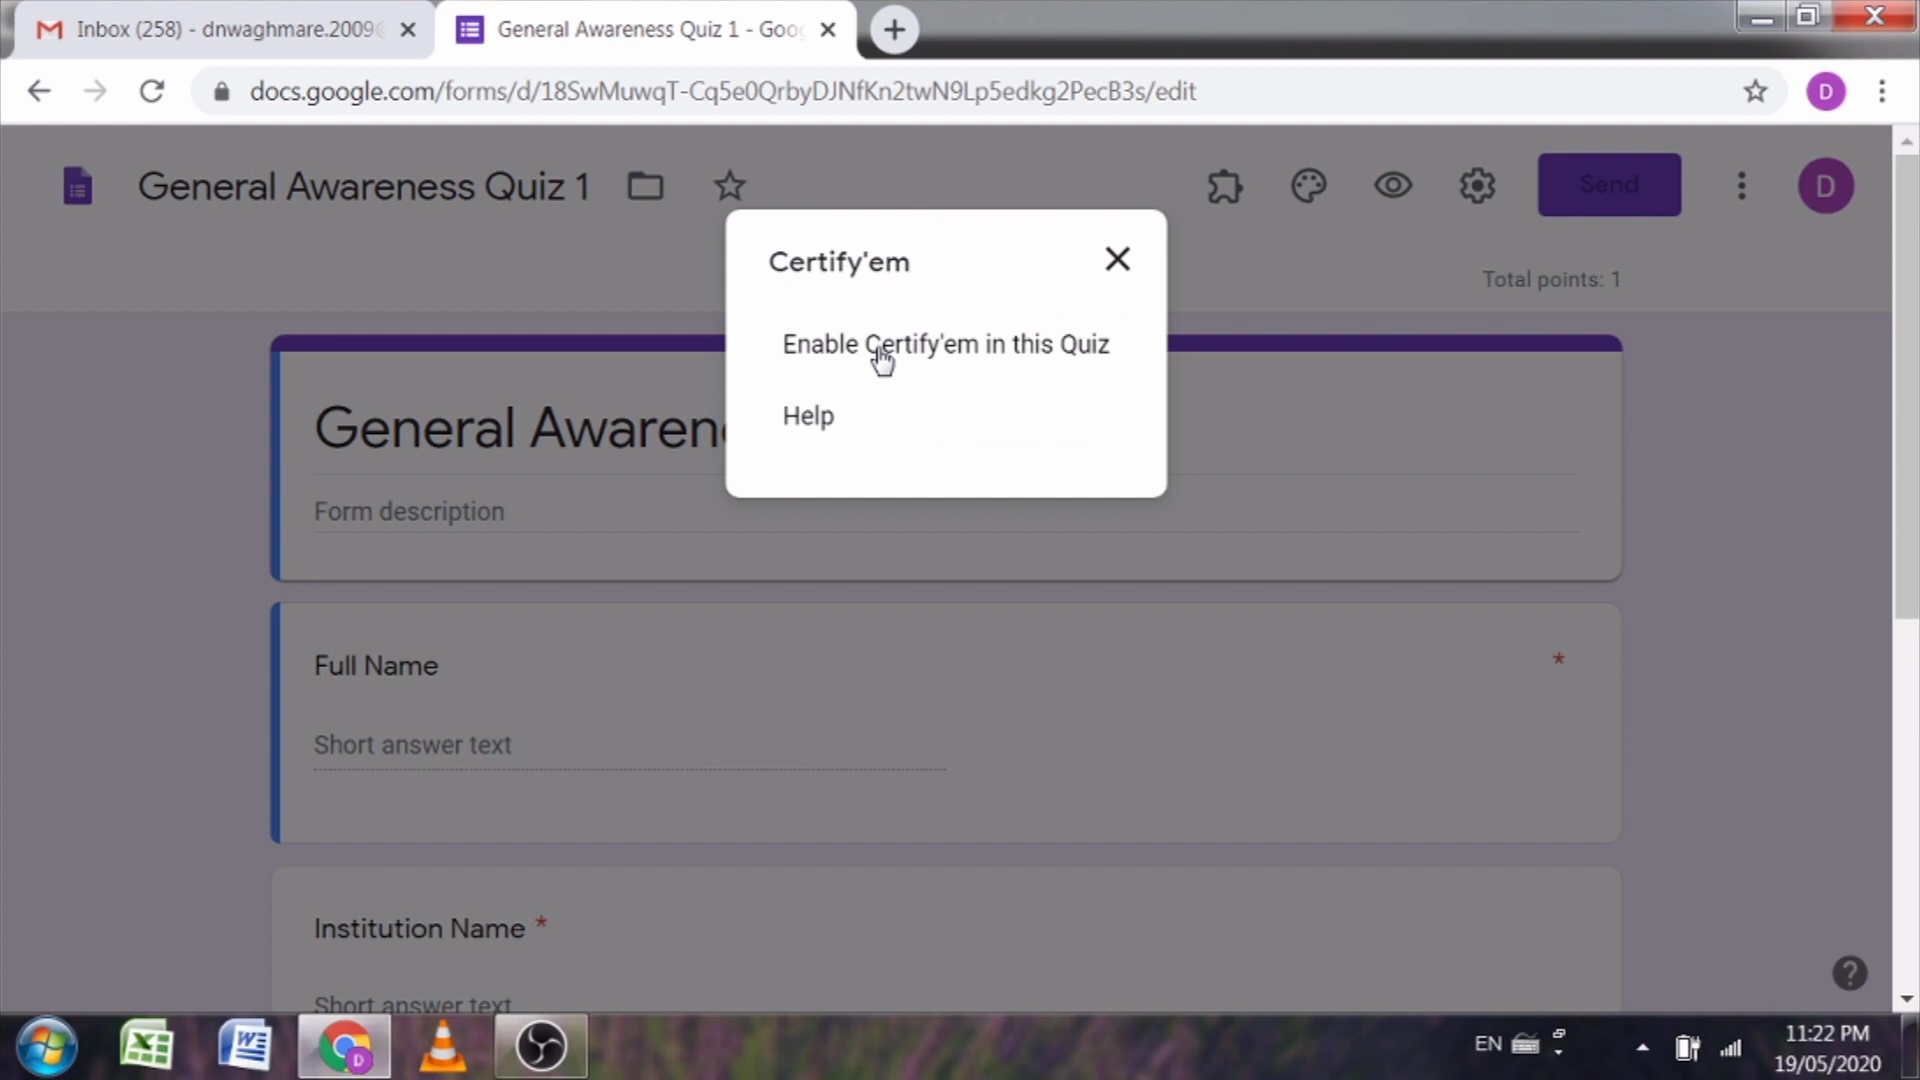 Inbox (258) - dnwaghmare.2009@
General Awareness Quiz 1 - Goo
docs.google.com/forms/d/18SwMuwqT-Cq5e0QrbyDJNfKn2twN9Lp5edkg2PecB3s/edit
D
General Awareness Quiz 1
Send
D
Certify'em
Total points: 1
Enable Certify'em in this Quiz
General Awaren
Help
Form description
Full Name
*
Short answer text
Institution Name *
Short answer text
EN
11:22 PM
19/05/2020